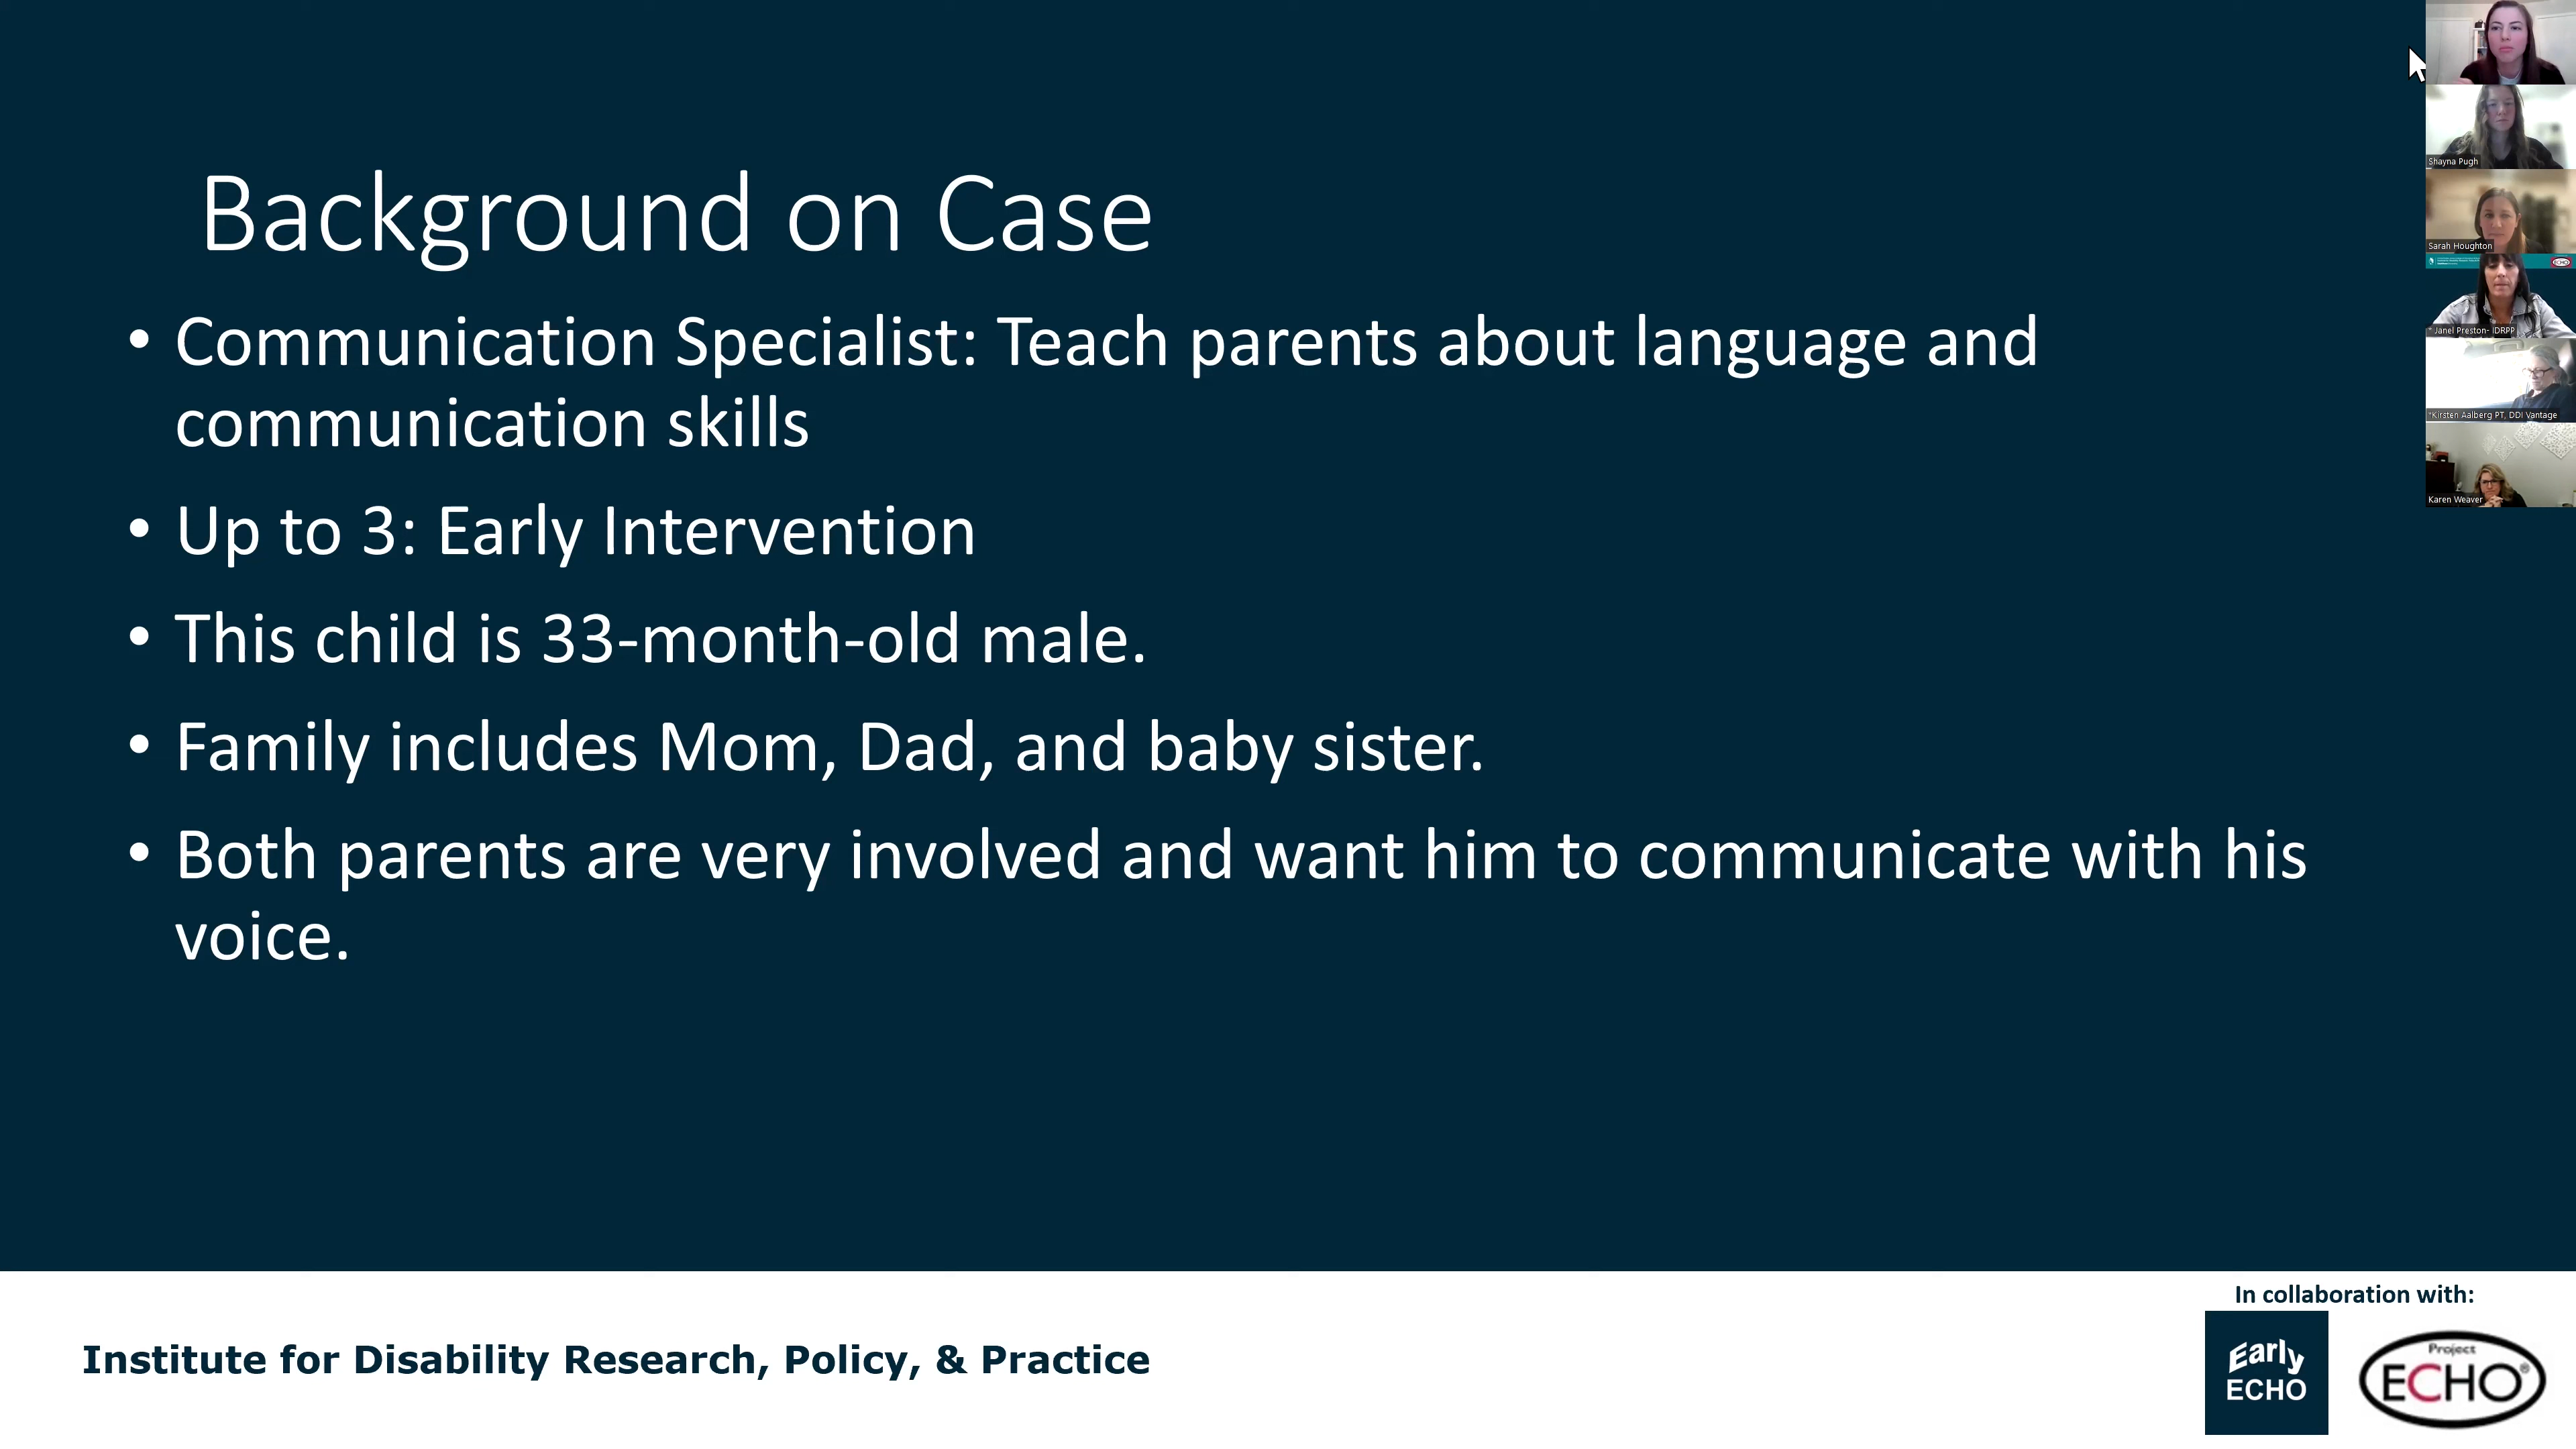 Background on Case
• Communication Specialist: Teach parents about language and
communication skills
• Up to 3: Early Intervention
• This child is 33-month-old male.
• Family includes Mom, Dad, and baby sister.
• Both parents are very involved and want him to communicate with his
voice.
Shayna Pugh
Sarah Houghton
ECHO
* Janel Preston- IDRPP
*Kirsten Aalberg PT, DDI Vantage
Karen Weaver
Institute for Disability Research, Policy, & Practice
In collaboration with:
Early
ECHO
Project
ECHO®